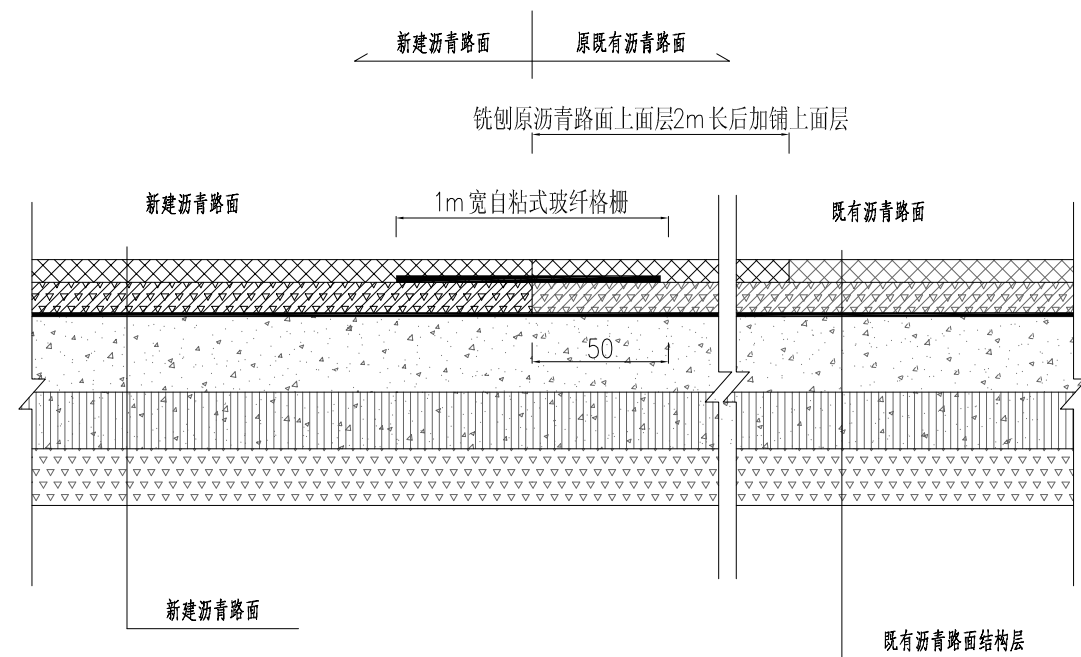 新建沥青路面
原既有沥青路面
铣刨原沥青路面上面层2m长后加铺上面层
新建沥青路面
1m宽自粘式玻纤格栅
既有沥青路面
50
新建沥青路面
既有沥青路面结构层